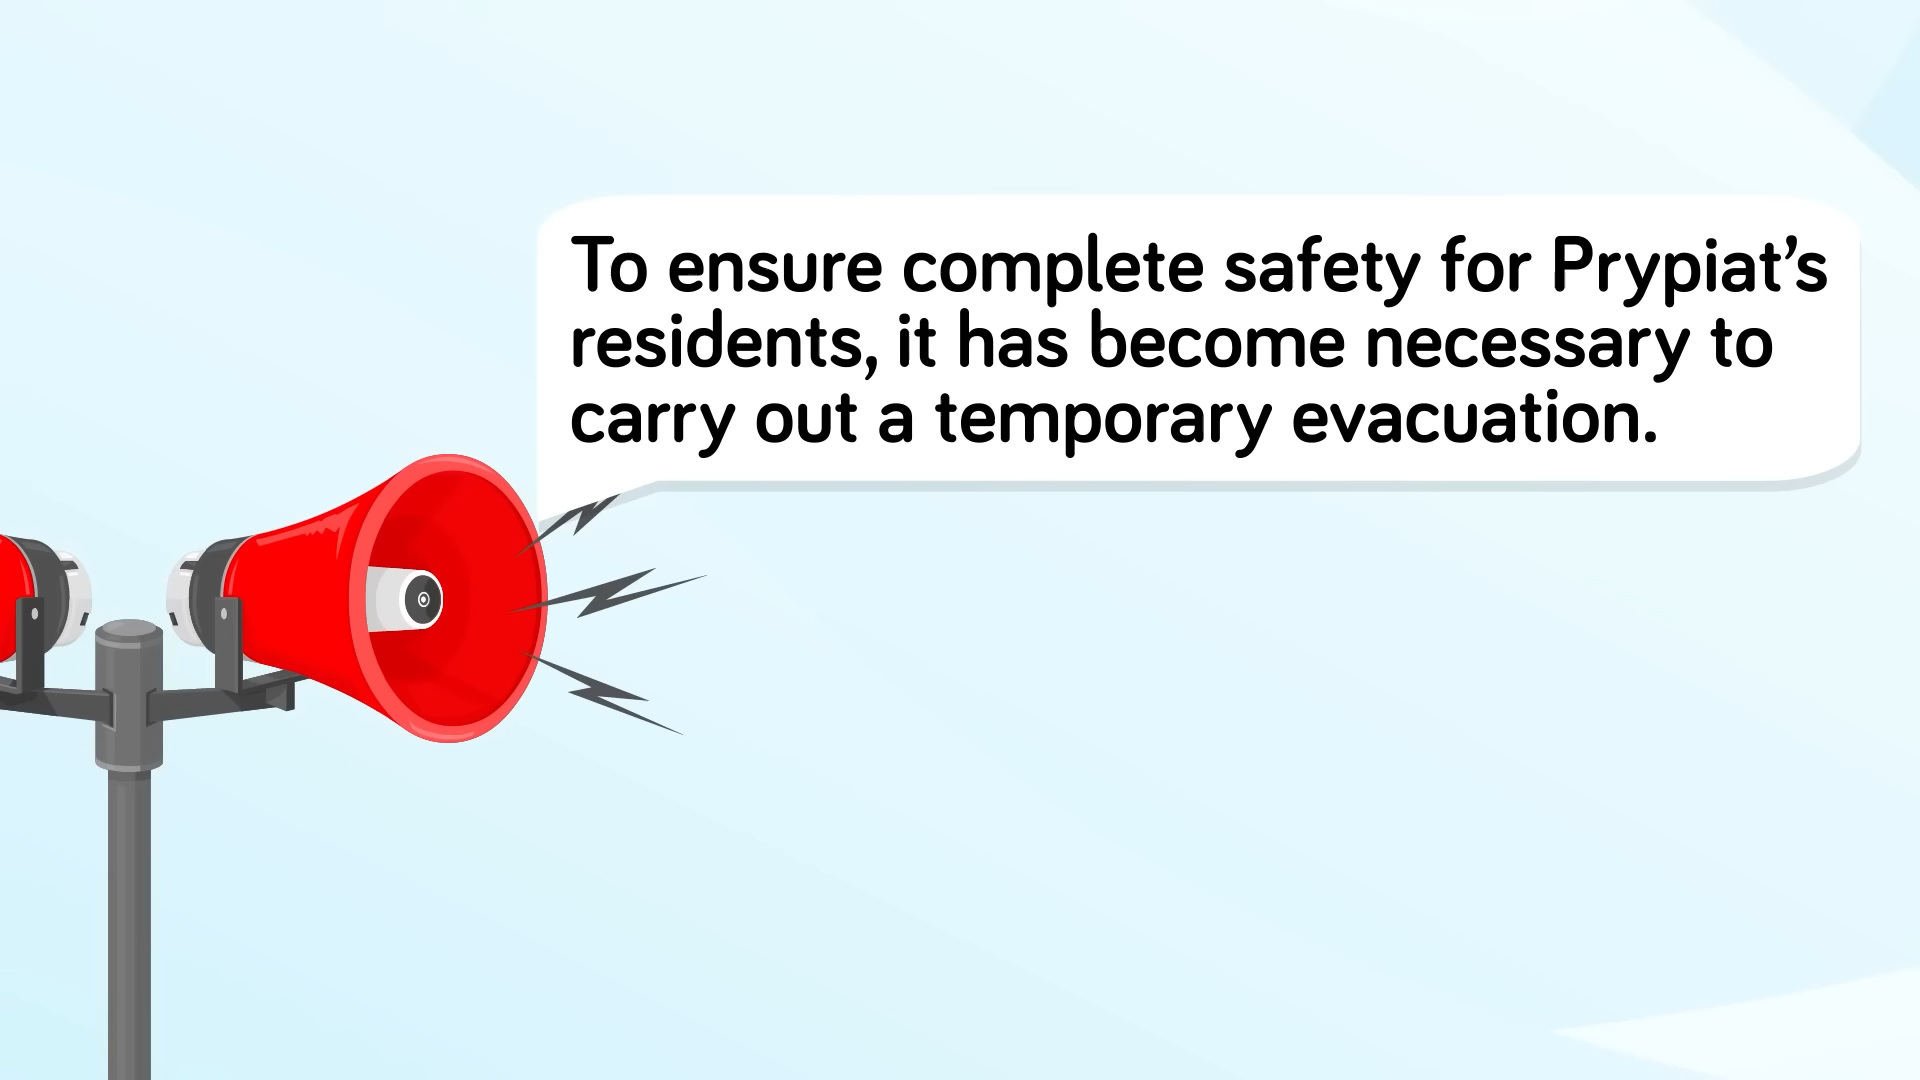 To ensure complete safety for Prypiat’s
residents, it has become necessary to
carry out a temporary evacuation.